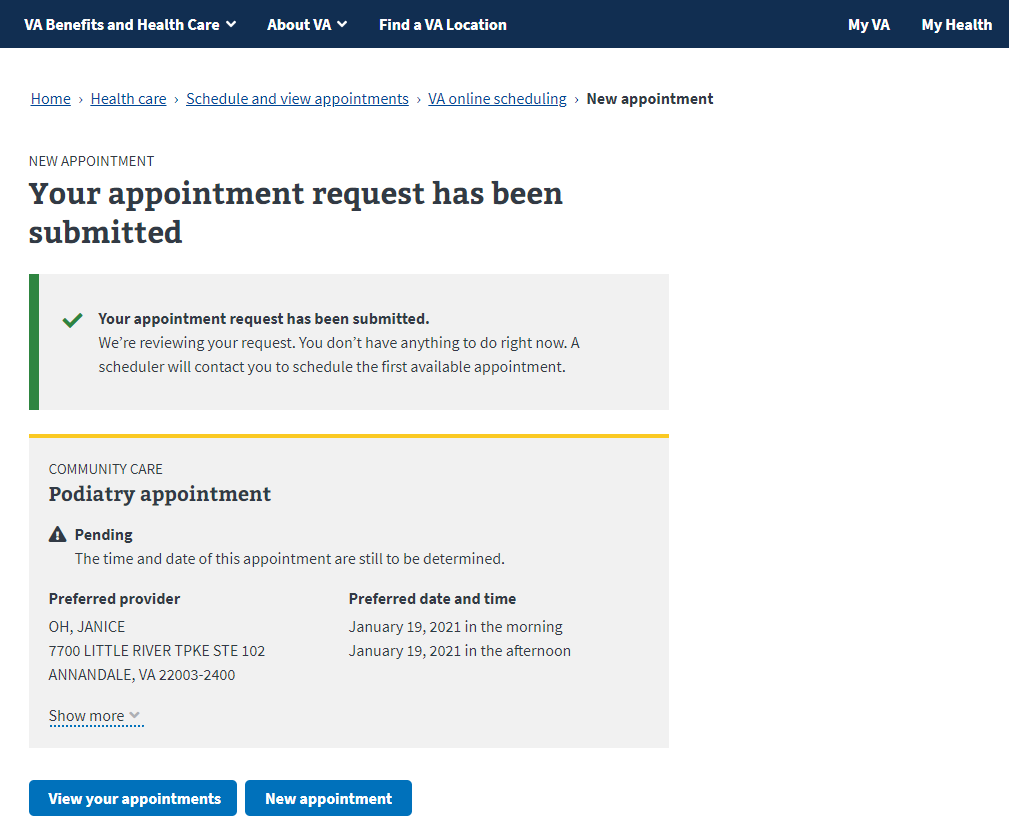 VA Benefits and Health Care About VA Find a VA Location My VA My Health
Home › Health care › Schedule and view appointments › VA online scheduling › New appointment
NEW APPOINTMENT
Your appointment request has been
submitted
Your appointment request has been submitted.
We're reviewing your request. You don't have anything to do right now. A
scheduler will contact you to schedule the first available appointment.
COMMUNITY CARE
Podiatry appointment
Pending
The time and date of this appointment are still to be determined.
Preferred provider Preferred date and time
OH, JANICE January 19, 2021 in the morning
7700 LITTLE RIVER TPKE STE 102 January 19, 2021 in the afternoon
ANNANDALE, VA 22003-2400
Show more
View your appointments New appointment